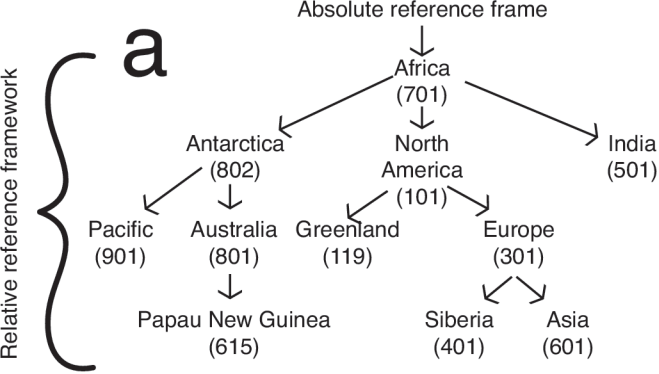 Absolute reference frame
a
Relative reference framework
Africa
(701)
Antarctica
(802)
North
America
(101)
India
(501)
Pacific
(901)
Australia
(801)
Greenland
(119)
Europe
(301)
Papau New Guinea
(615)
Siberia
(401)
Asia
(601)